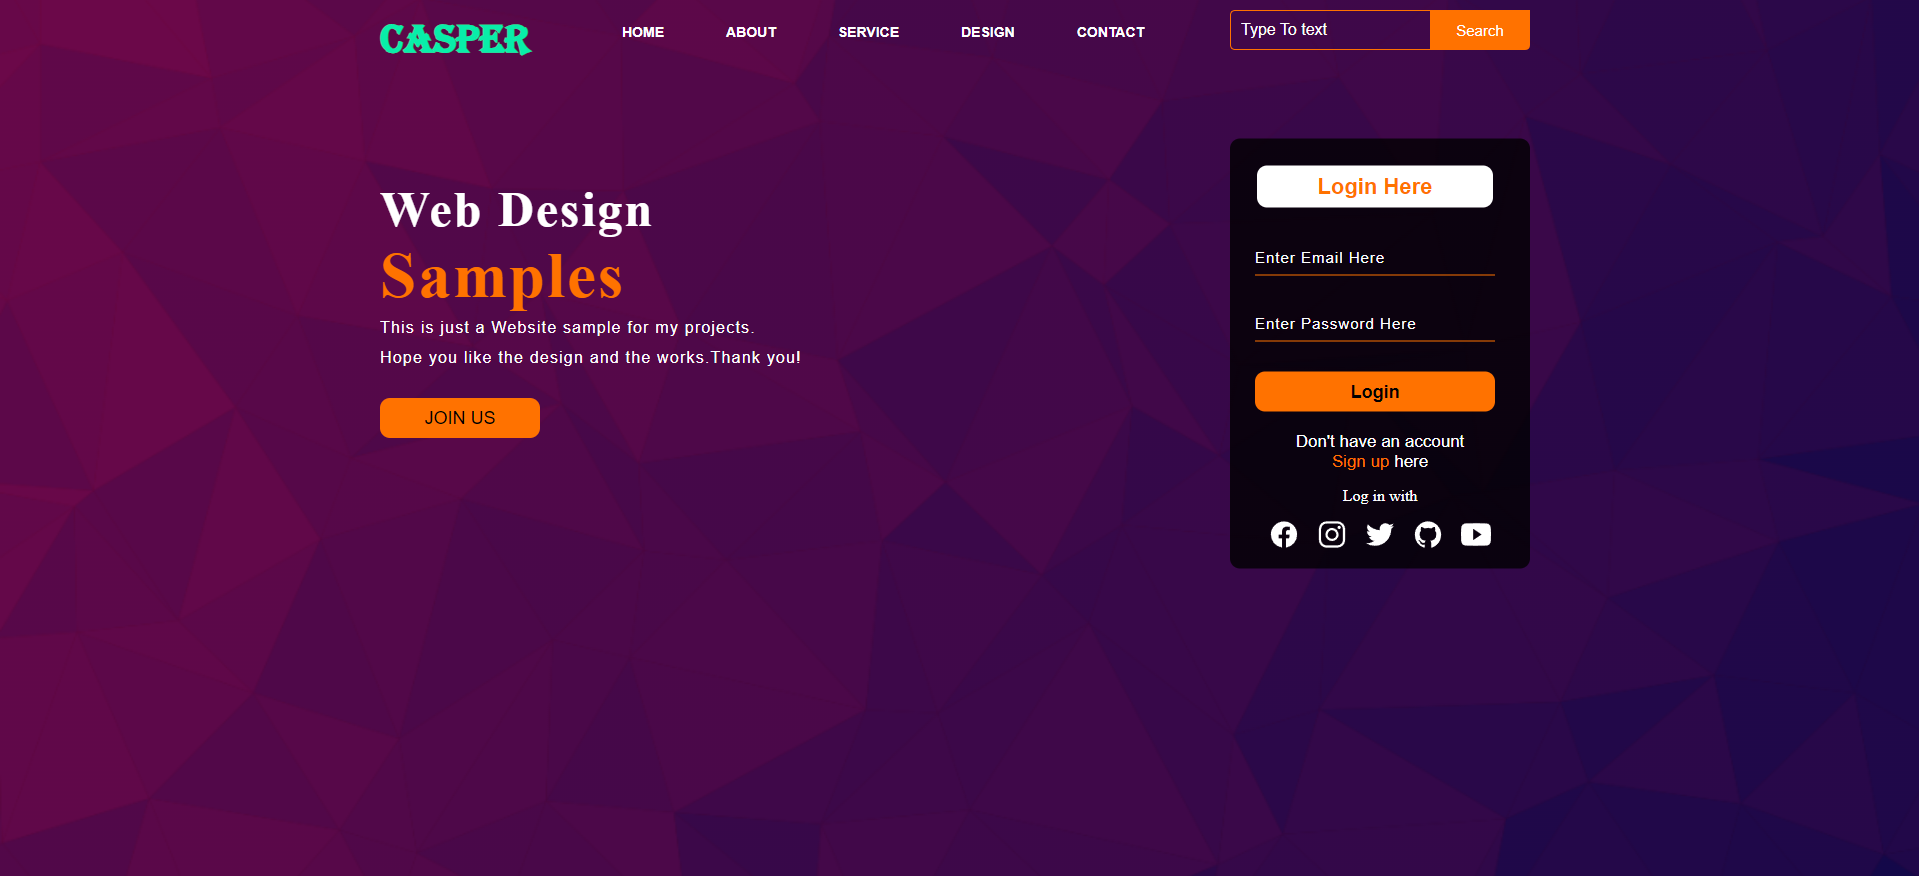 CASPER
HOME ABOUT SERVICE DESIGN CONTACT
Type To text Search
Web Design
Samples
This is just a Website sample for my projects.
Hope you like the design and the works.Thank you!
JOIN US
Login Here
Enter Email Here
Enter Password Here
Login
Don't have an account
Sign up here
Log in with